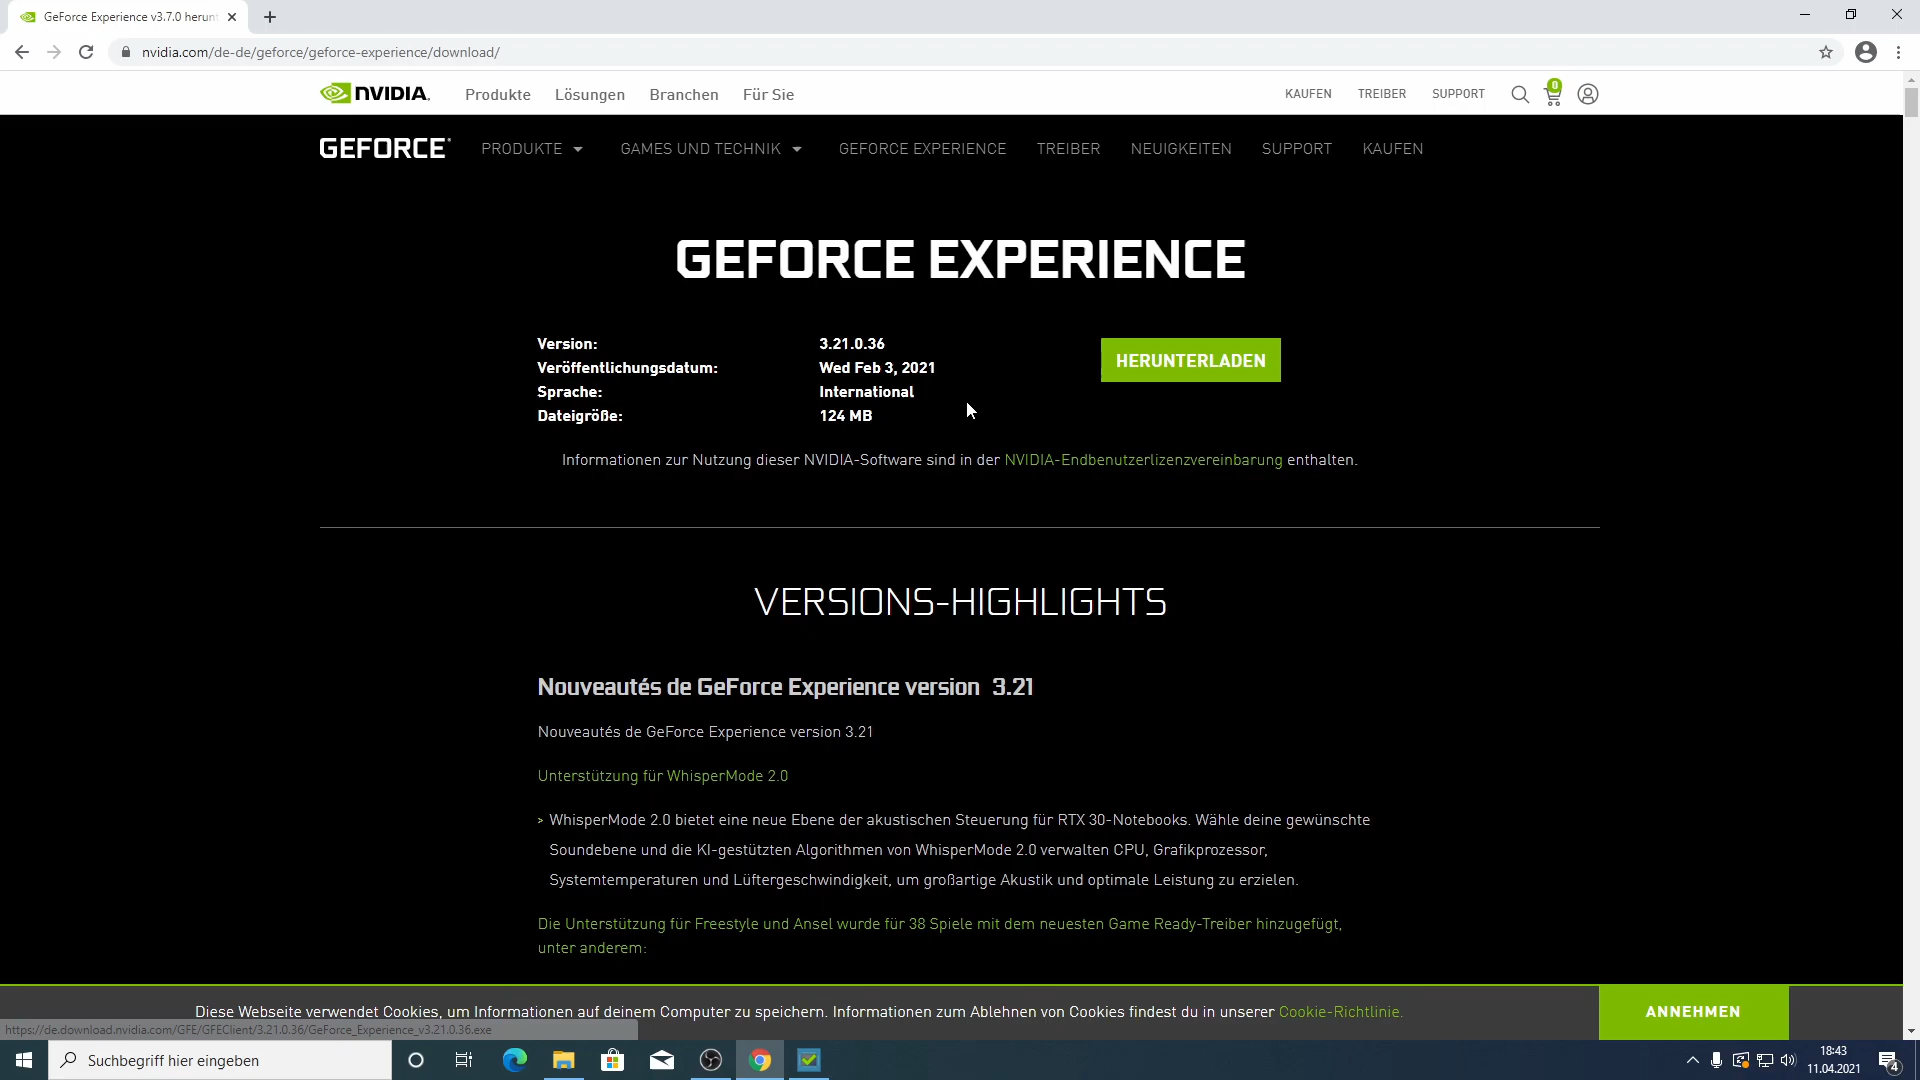 GeForce Experience v3.7.0 herunt
nvidia.com/de-de/geforce/geforce-experience/download/
NVIDIA.
Produkte Lösungen Branchen Für Sie
KAUFEN TREIBER SUPPORT 0
GEFORCE PRODUKTE GAMES UND TECHNIK GEFORCE EXPERIENCE TREIBER NEUIGKEITEN SUPPORT KAUFEN
GEFORCE EXPERIENCE
Version: 3.21.0.36
Veröffentlichungsdatum: Wed Feb 3, 2021
Sprache: International
Dateigröße: 124 MB
HERUNTERLADEN
Informationen zur Nutzung dieser NVIDIA-Software sind in der NVIDIA-Endbenutzerlizenzvereinbarung enthalten.
VERSIONS-HIGHLIGHTS
Nouveautés de GeForce Experience version 3.21
Nouveautés de GeForce Experience version 3.21
Unterstützung für WhisperMode 2.0
> WhisperMode 2.0 bietet eine neue Ebene der akustischen Steuerung für RTX 30-Notebooks. Wähle deine gewünschte
Soundebene und die KI-gestützten Algorithmen von WhisperMode 2.0 verwalten CPU, Grafikprozessor,
Systemtemperaturen und Lüftergeschwindigkeit, um großartige Akustik und optimale Leistung zu erzielen.
Die Unterstützung für Freestyle und Ansel wurde für 38 Spiele mit dem neuesten Game Ready-Treiber hinzugefügt,
unter anderem:
Diese Webseite verwendet Cookies, um Informationen auf deinem Computer zu speichern. Informationen zum Ablehnen von Cookies findest du in unserer Cookie-Richtlinie.
ANNEHMEN
https://de.download.nvidia.com/GFE/GFEClient/3.21.0.36/GeForce_Experience_v3.21.0.36.exe
Suchbegriff hier eingeben
18:43
11.04.2021
4